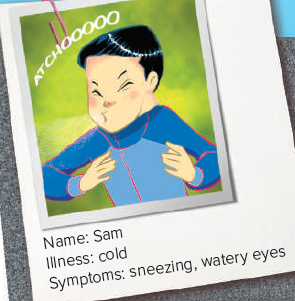 ATCHOOOOO
Name: Sam
Illness: cold
Symptoms: sneezing, watery eyes